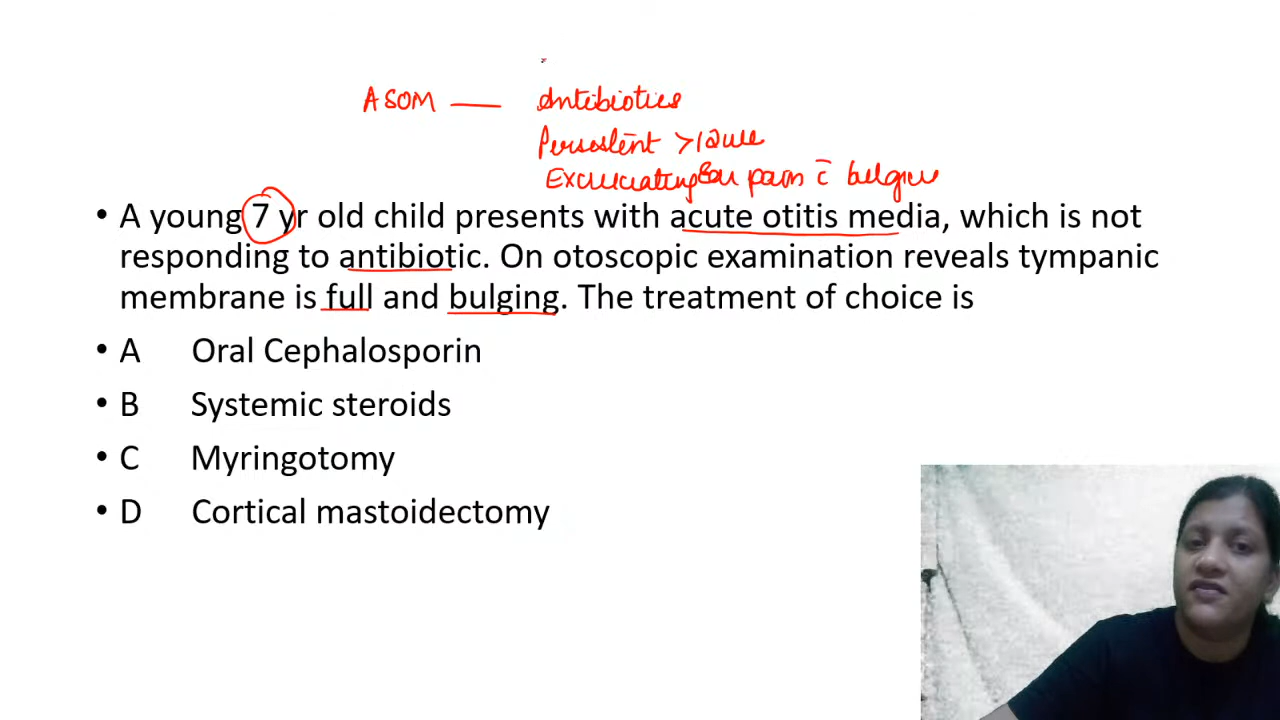 ASOM — Antibiotics
Persistent >12 week
Excruciating Ear pain c̄ bulging
• A young 7 yr old child presents with acute otitis media, which is not
responding to antibiotic. On otoscopic examination reveals tympanic
membrane is full and bulging. The treatment of choice is
• A Oral Cephalosporin
• B Systemic steroids
• C Myringotomy
• D Cortical mastoidectomy